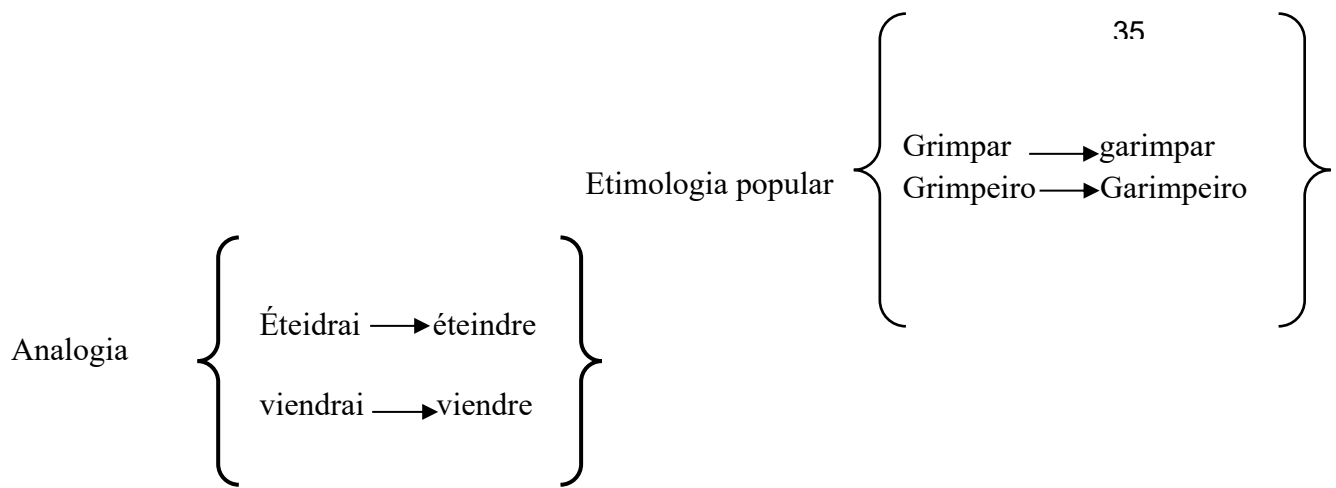 35
Grimpar → garimpar
Etimologia popular
Grimpeiro → Garimpeiro
Éteidrai → éteindre
Analogia
viendrai → viendre